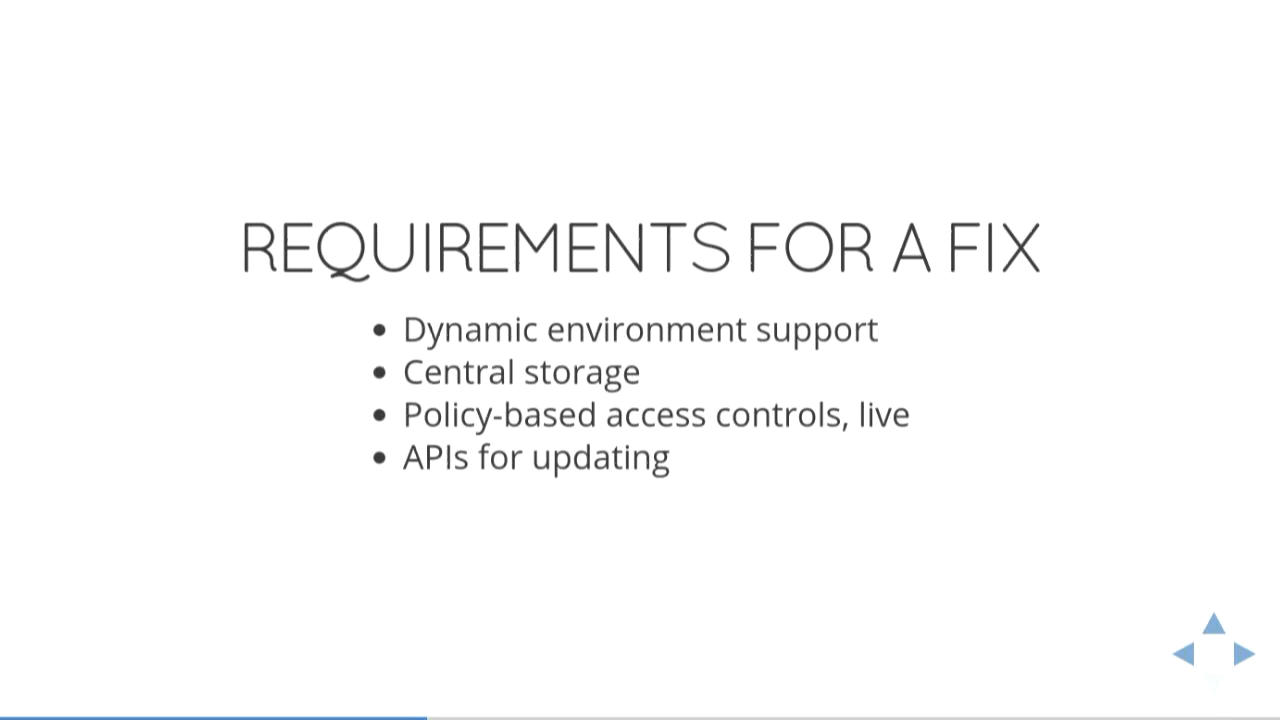 REQUIREMENTS FOR A FIX
Dynamic environment support
Central storage
Policy-based access controls, live
APIs for updating